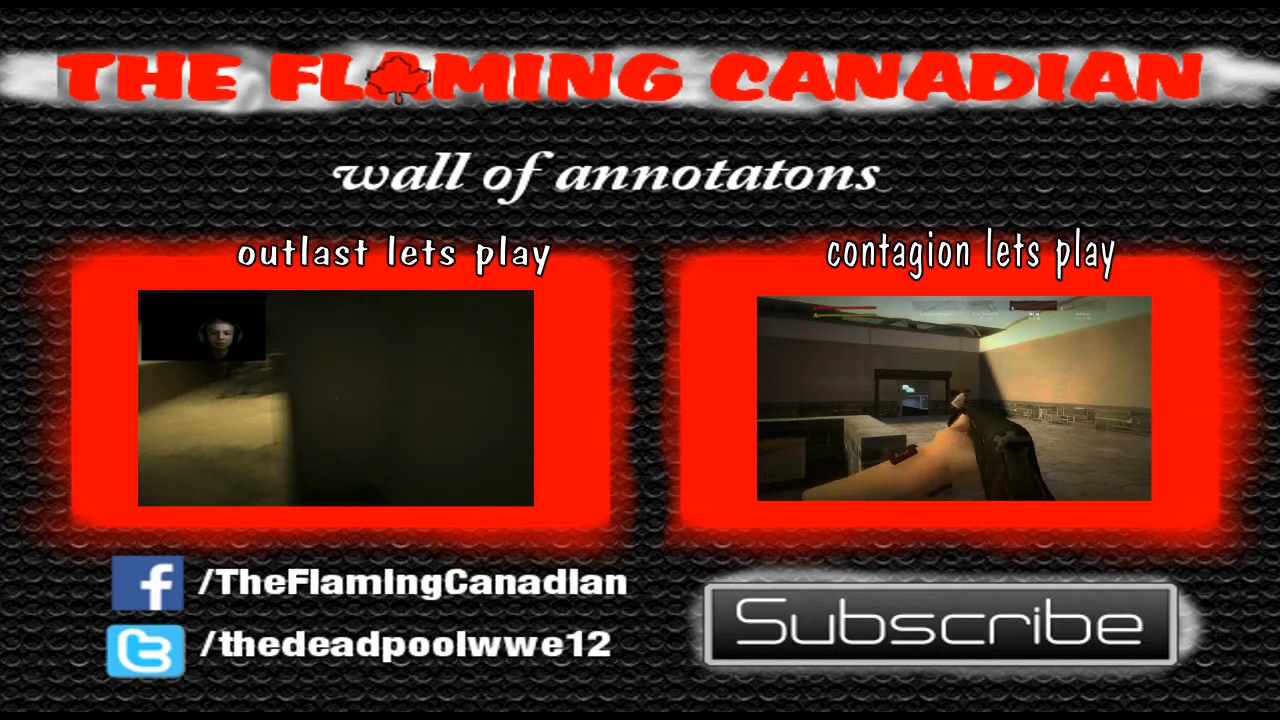 THE FLAMING CANADIAN
wall of annotatons
outlast lets play
contagion lets play
/TheFlamingCanadian
/thedeadpoolwwe12
Subscribe